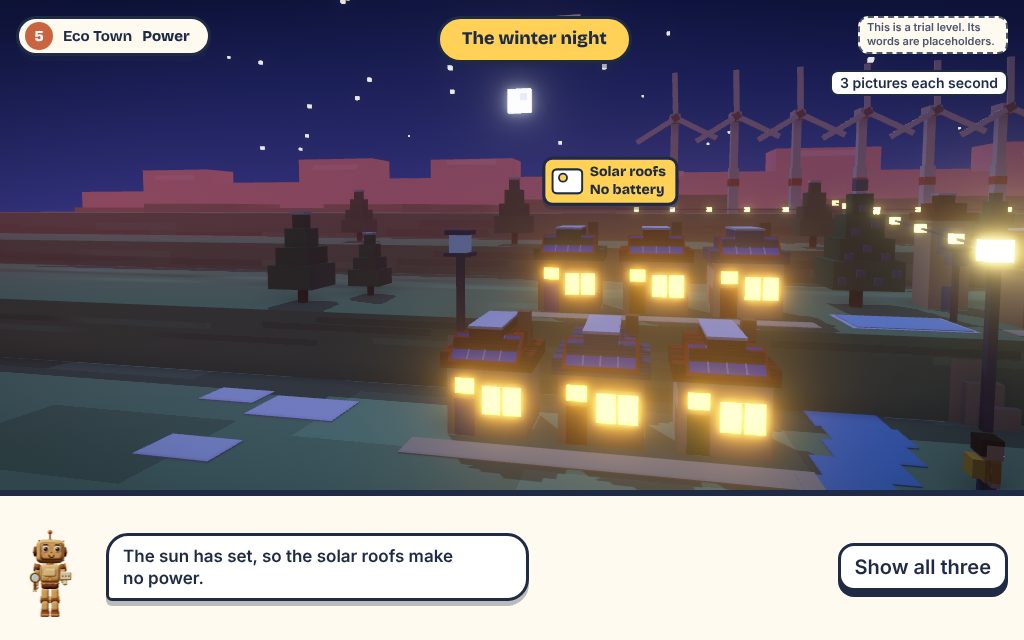 5 Eco Town Power
The winter night
This is a trial level. Its
words are placeholders.
3 pictures each second
Solar roofs
No battery
The sun has set, so the solar roofs make
no power.
Show all three